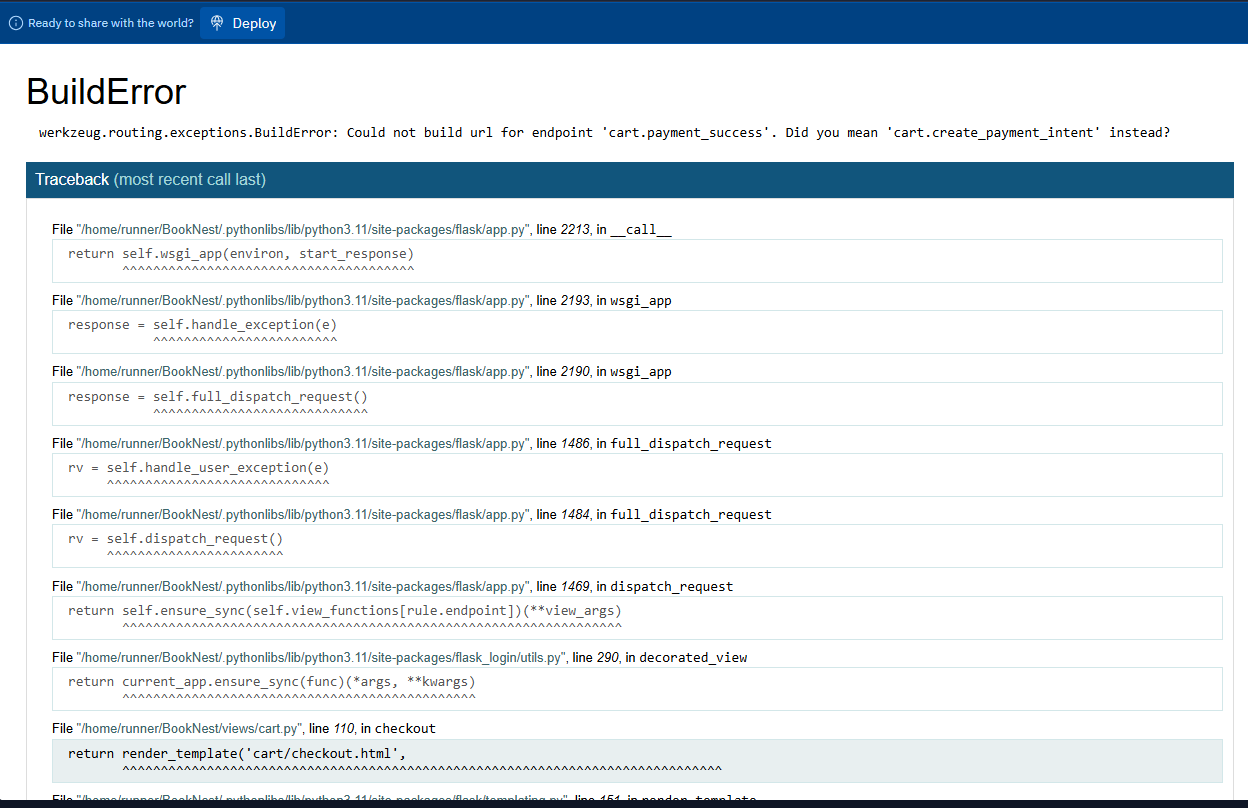 Ready to share with the world? Deploy
BuildError
werkzeug.routing.exceptions.BuildError: Could not build url for endpoint 'cart.payment_success'. Did you mean 'cart.create_payment_intent' instead?
Traceback (most recent call last)
File "/home/runner/BookNest/.pythonlibs/lib/python3.11/site-packages/flask/app.py", line 2213, in __call__
return self.wsgi_app(environ, start_response)
^^^^^^^^^^^^^^^^^^^^^^^^^^^^^^^^^^^^^^
File "/home/runner/BookNest/.pythonlibs/lib/python3.11/site-packages/flask/app.py", line 2193, in wsgi_app
response = self.handle_exception(e)
^^^^^^^^^^^^^^^^^^^^^^^^
File "/home/runner/BookNest/.pythonlibs/lib/python3.11/site-packages/flask/app.py", line 2190, in wsgi_app
response = self.full_dispatch_request()
^^^^^^^^^^^^^^^^^^^^^^^^^^^^
File "/home/runner/BookNest/.pythonlibs/lib/python3.11/site-packages/flask/app.py", line 1486, in full_dispatch_request
rv = self.handle_user_exception(e)
^^^^^^^^^^^^^^^^^^^^^^^^^^^^^
File "/home/runner/BookNest/.pythonlibs/lib/python3.11/site-packages/flask/app.py", line 1484, in full_dispatch_request
rv = self.dispatch_request()
^^^^^^^^^^^^^^^^^^^^^^^
File "/home/runner/BookNest/.pythonlibs/lib/python3.11/site-packages/flask/app.py", line 1469, in dispatch_request
return self.ensure_sync(self.view_functions[rule.endpoint])(**view_args)
^^^^^^^^^^^^^^^^^^^^^^^^^^^^^^^^^^^^^^^^^^^^^^^^^^^^^^^^^^^^^^^^^
File "/home/runner/BookNest/.pythonlibs/lib/python3.11/site-packages/flask_login/utils.py", line 290, in decorated_view
return current_app.ensure_sync(func)(*args, **kwargs)
^^^^^^^^^^^^^^^^^^^^^^^^^^^^^^^^^^^^^^^^^^^^^^
File "/home/runner/BookNest/views/cart.py", line 110, in checkout
return render_template('cart/checkout.html',
^^^^^^^^^^^^^^^^^^^^^^^^^^^^^^^^^^^^^^^^^^^^^^^^^^^^^^^^^^^^^^^^^^^^^^^^^^^^^^
File "/home/runner/BookNest/.pythonlibs/lib/python3.11/site-packages/flask/templating.py", line 151, in render_template